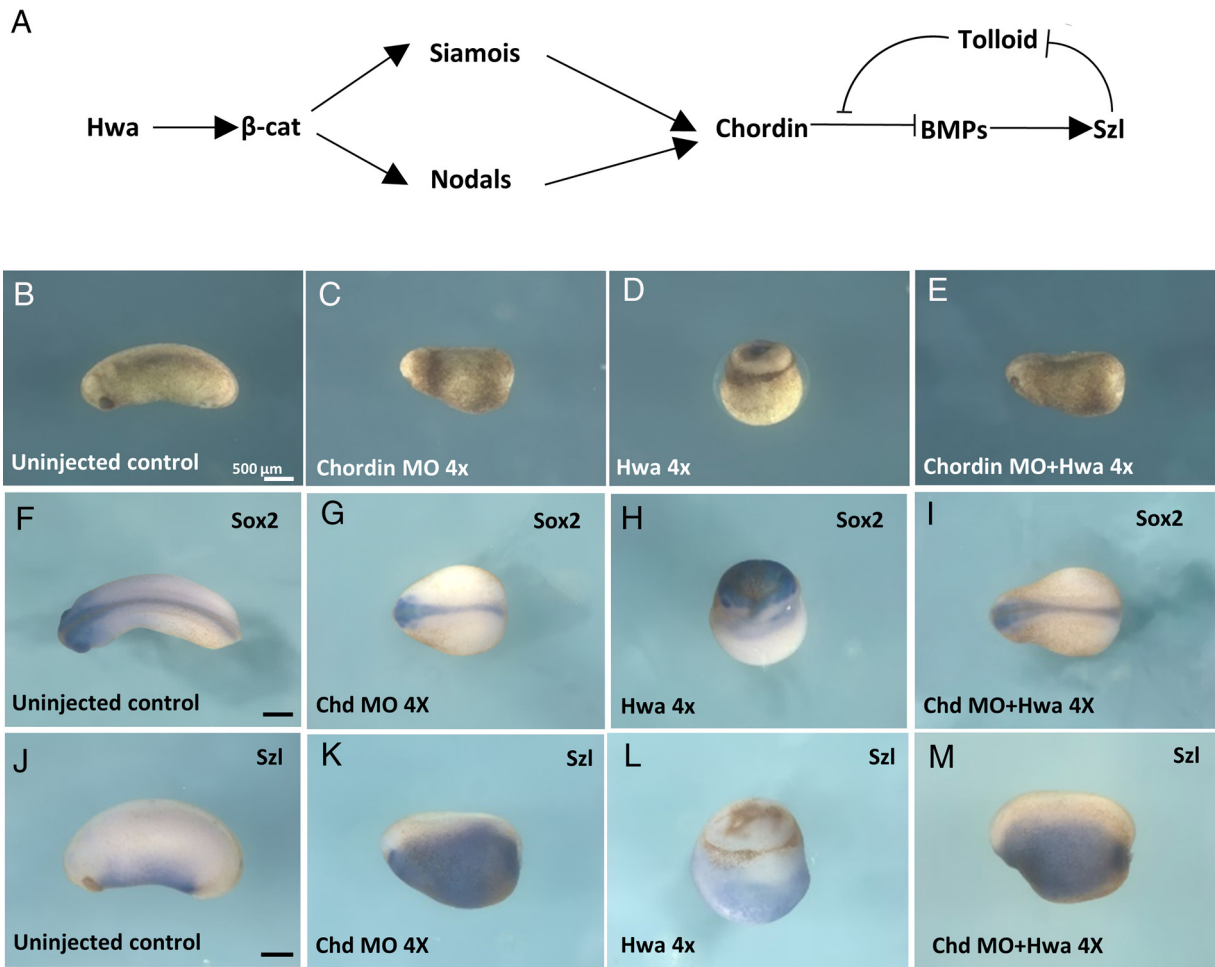 A
Tolloid
Siamois
Hwa
β-cat
Chordin
BMPs
Szl
Nodals
B
Uninjected control
500 µm
C
Chordin MO 4x
D
Hwa 4x
E
Chordin MO+Hwa 4x
F
Sox2
Uninjected control
G
Sox2
Chd MO 4X
H
Sox2
Hwa 4x
I
Sox2
Chd MO+Hwa 4X
J
Szl
Uninjected control
K
Szl
Chd MO 4X
L
Szl
Hwa 4x
M
Szl
Chd MO+Hwa 4X